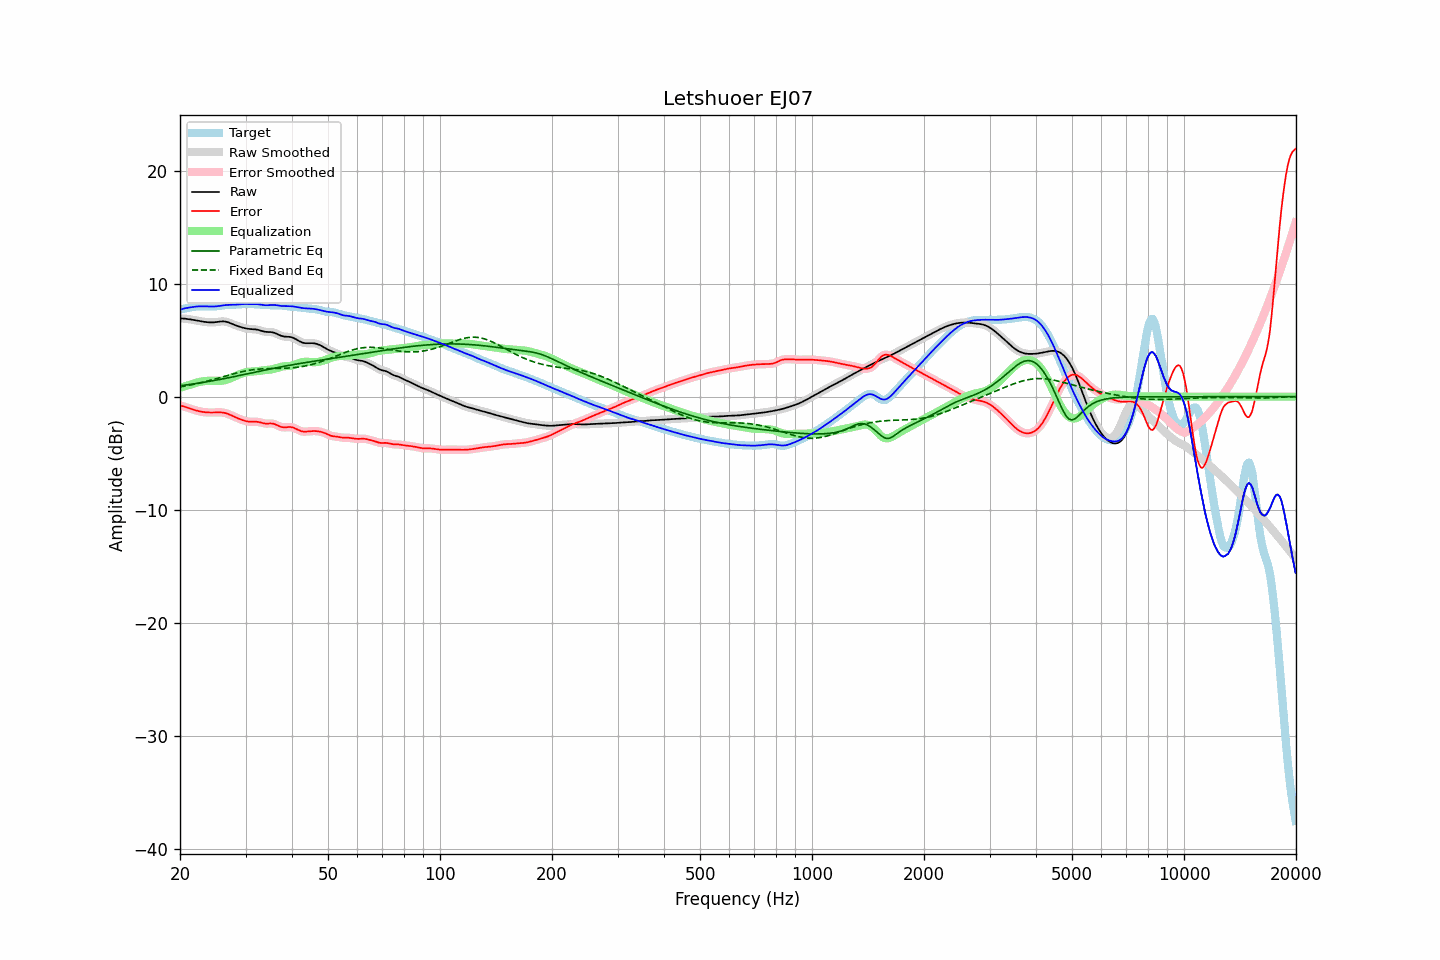 Letshuoer EJ07
Target
Raw Smoothed
Error Smoothed
Raw
Error
Equalization
Parametric Eq
Fixed Band Eq
Equalized
20
10
0
−10
−20
−30
−40
Amplitude (dBr)
20 50 100 200 500 1000 2000 5000 10000 20000
Frequency (Hz)